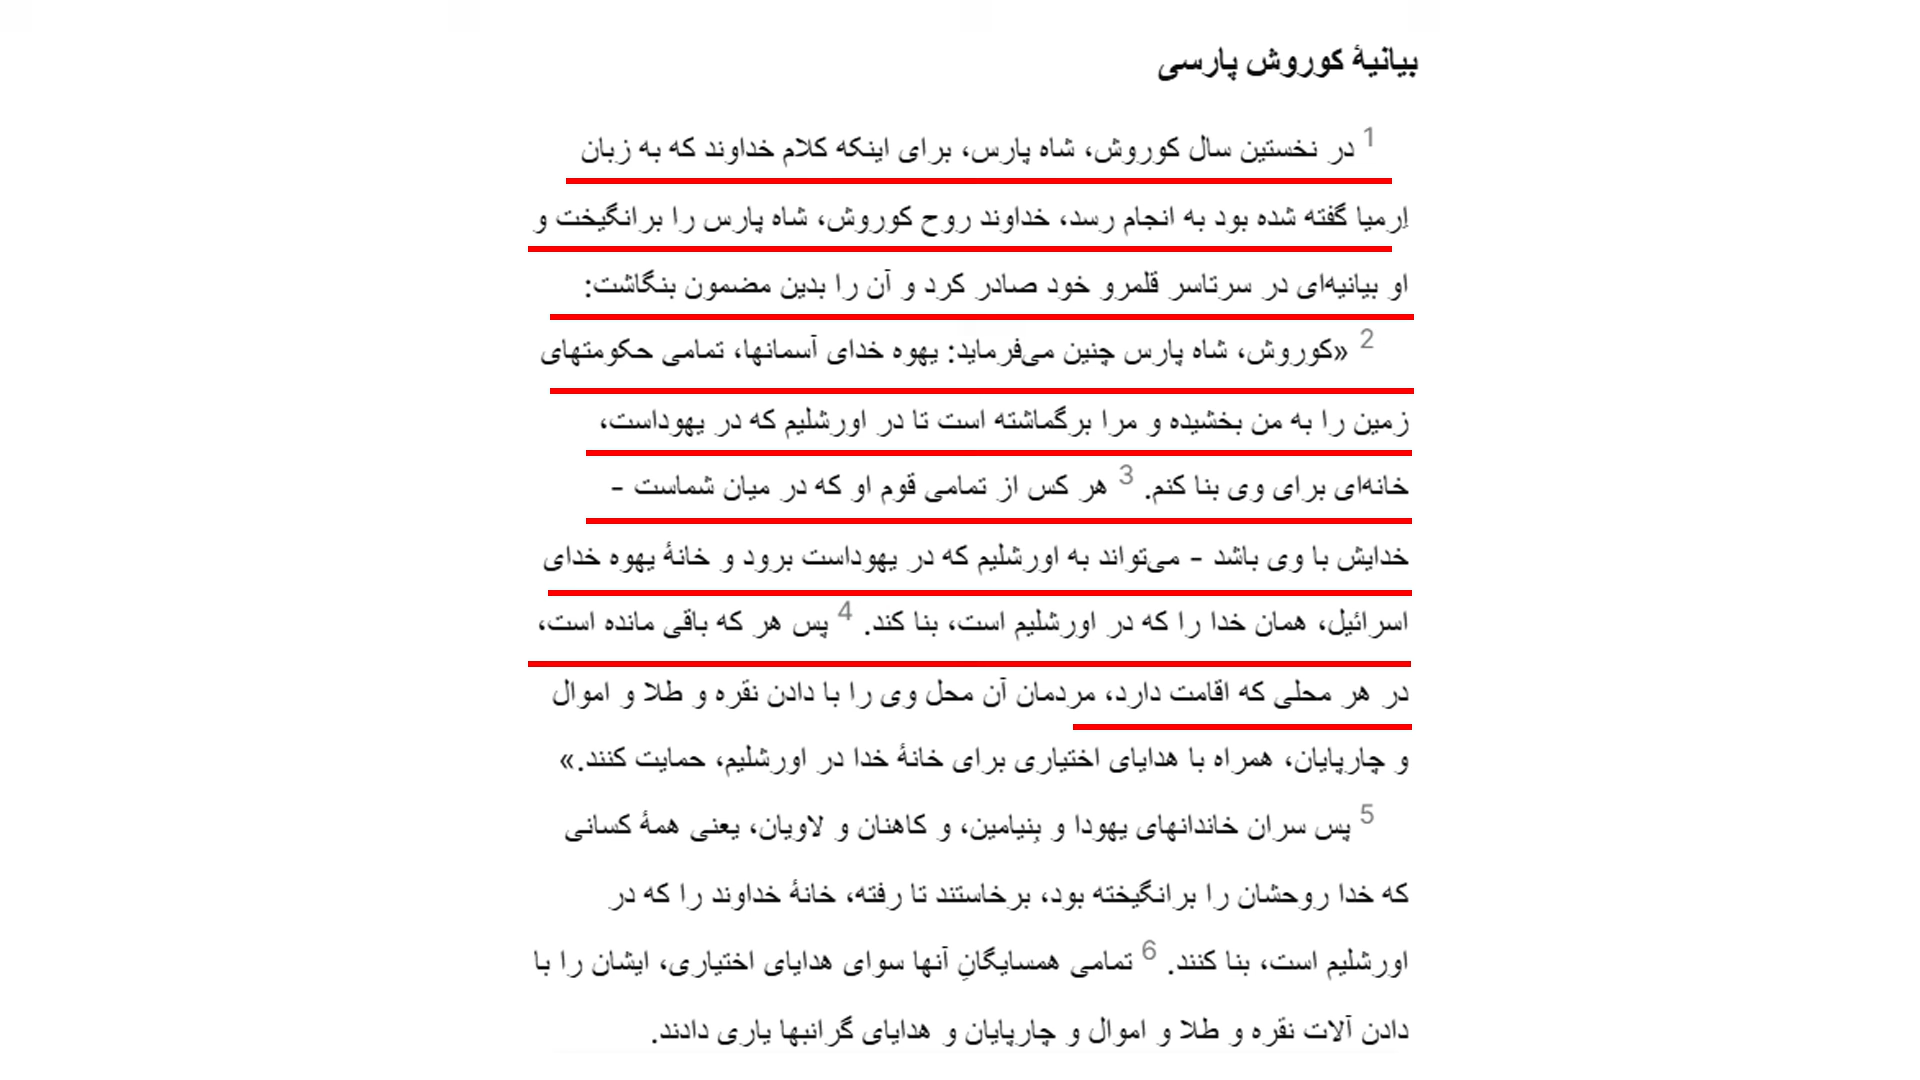 بیانیهٔ کوروش پارسی
1 در نخستین سال کوروش، شاه پارس، برای اینکه کلام خداوند که به زبان
اِرمیا گفته شده بود به انجام رسد، خداوند روح کوروش، شاه پارس را برانگیخت و
او بیانیه‌ای در سرتاسر قلمرو خود صادر کرد و آن را بدین مضمون بنگاشت:
2 «کوروش، شاه پارس چنین می‌فرماید: یهوه خدای آسمانها، تمامی حکومتهای
زمین را به من بخشیده و مرا برگماشته است تا در اورشلیم که در یهوداست،
خانه‌ای برای وی بنا کنم. 3 هر کس از تمامی قوم او که در میان شماست -
خدایش با وی باشد - می‌تواند به اورشلیم که در یهوداست برود و خانهٔ یهوه خدای
اسرائیل، همان خدا را که در اورشلیم است، بنا کند. 4 پس هر که باقی مانده است،
در هر محلی که اقامت دارد، مردمان آن محل وی را با دادن نقره و طلا و اموال
و چارپایان، همراه با هدایای اختیاری برای خانهٔ خدا در اورشلیم، حمایت کنند.»
5 پس سران خاندانهای یهودا و بِنیامین، و کاهنان و لاویان، یعنی همهٔ کسانی
که خدا روحشان را برانگیخته بود، برخاستند تا رفته، خانهٔ خداوند را که در
اورشلیم است، بنا کنند. 6 تمامی همسایگانِ آنها سوای هدایای اختیاری، ایشان را با
دادن آلات نقره و طلا و اموال و چارپایان و هدایای گرانبها یاری دادند.